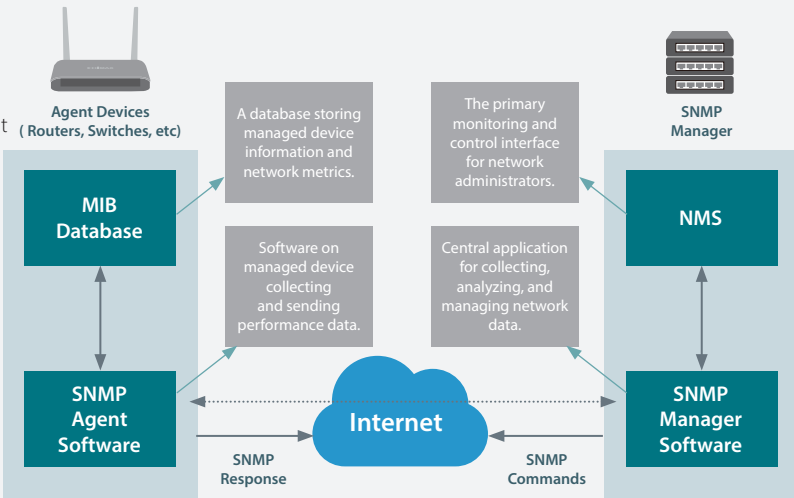 Agent Devices
t
( Routers, Switches, etc)
A database storing
managed device
information and
network metrics.
The primary
monitoring and
control interface
for network
administrators.
SNMP
Manager
MIB
Database
NMS
Software on
managed device
collecting
and sending
performance data.
Central application
for collecting,
analyzing, and
managing network
data.
SNMP
Agent
Software
Internet
SNMP
Manager
Software
SNMP
Response
SNMP
Commands